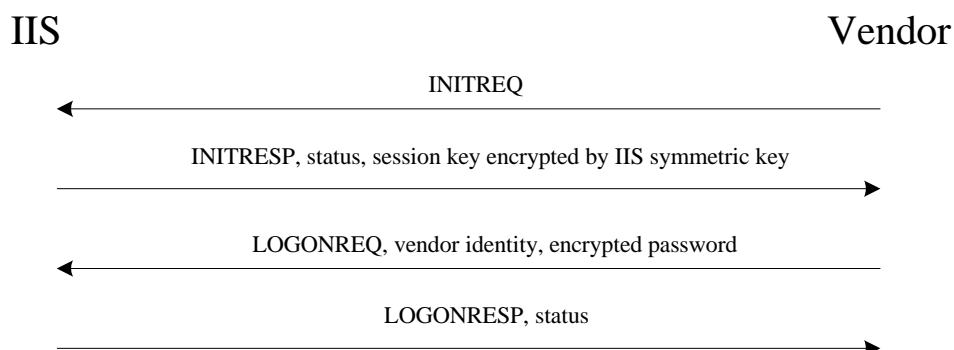 IIS
Vendor
INITREQ
INITRESP, status, session key encrypted by IIS symmetric key
LOGONREQ, vendor identity, encrypted password
LOGONRESP, status